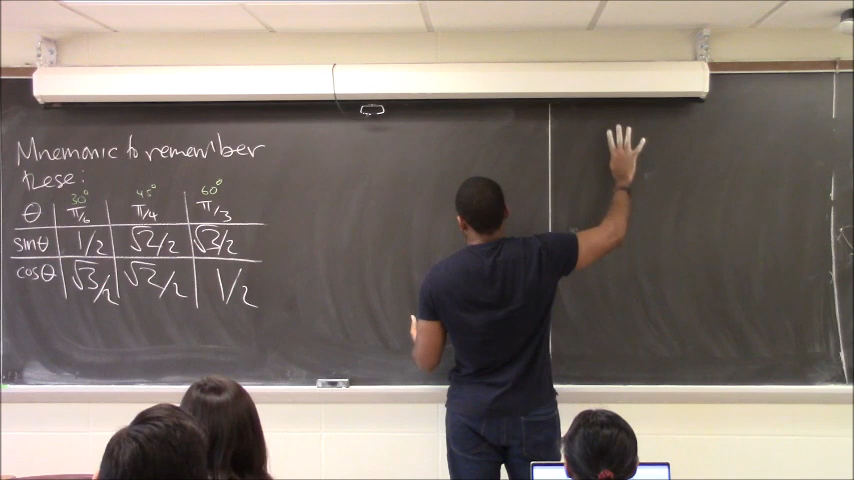 Mnemonic to remember
these:
30° 45° 60°
θ π/6 π/4 π/3
sinθ 1/2 √2/2 √2/2
cosθ √3/2 √2/2 1/2